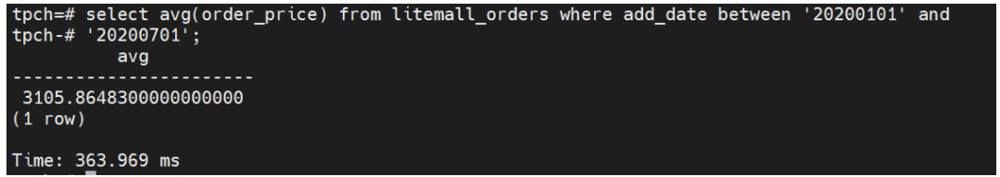 tpch=# select avg(order_price) from litemall_orders where add_date between '20200101' and
tpch-# '20200701';
avg
-----------------------
3105.8648300000000000
(1 row)
Time: 363.969 ms